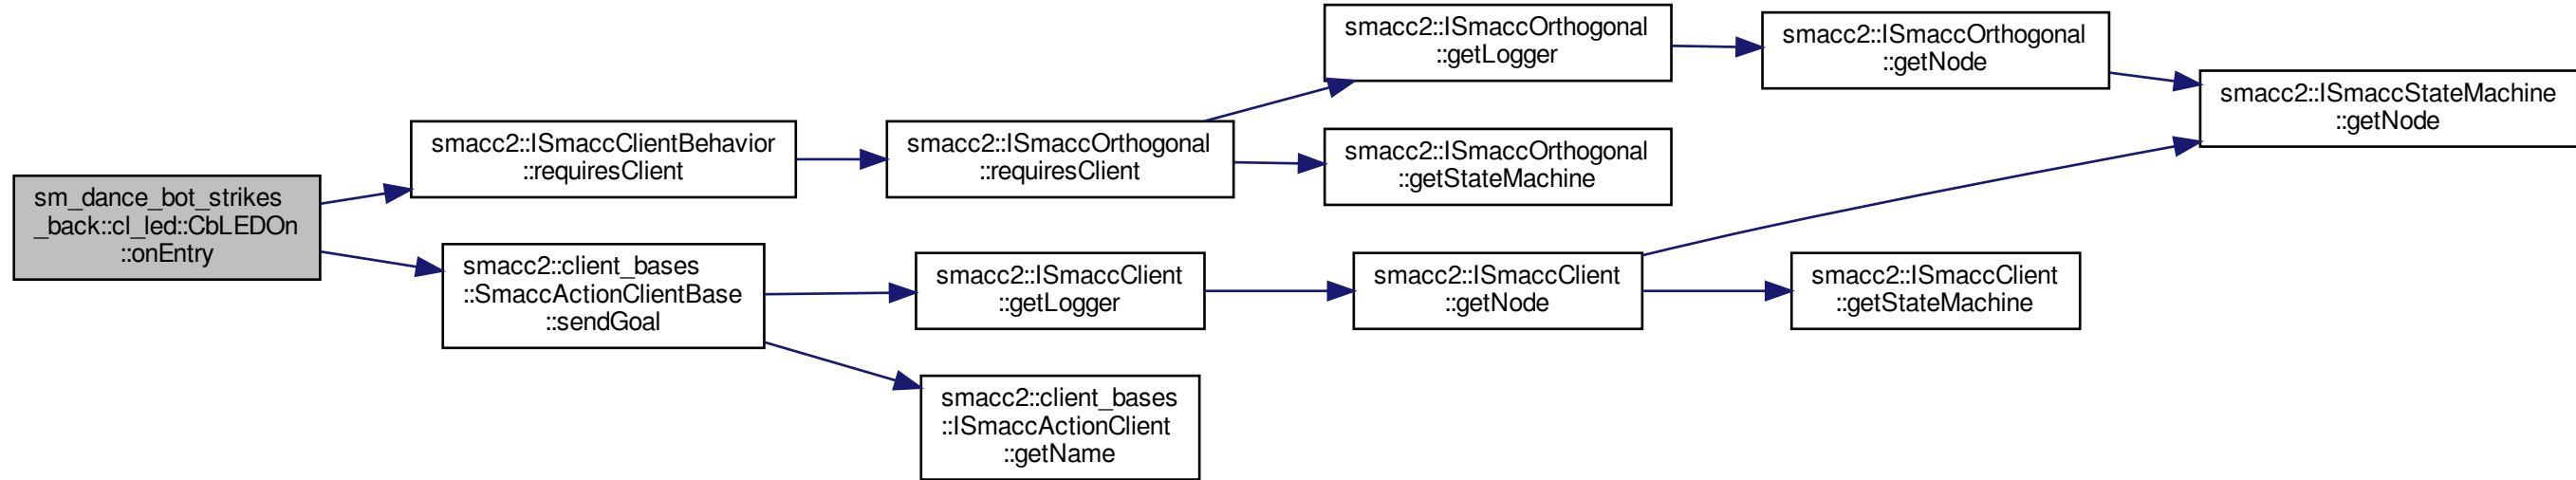 sm_dance_bot_strikes
_back::cl_led::CbLEDOn
::onEntry
smacc2::ISmaccClientBehavior
::requiresClient
smacc2::ISmaccOrthogonal
::requiresClient
smacc2::ISmaccOrthogonal
::getLogger
smacc2::ISmaccOrthogonal
::getNode
smacc2::ISmaccStateMachine
::getNode
smacc2::ISmaccOrthogonal
::getStateMachine
smacc2::client_bases
::SmaccActionClientBase
::sendGoal
smacc2::ISmaccClient
::getLogger
smacc2::ISmaccClient
::getNode
smacc2::ISmaccClient
::getStateMachine
smacc2::client_bases
::ISmaccActionClient
::getName